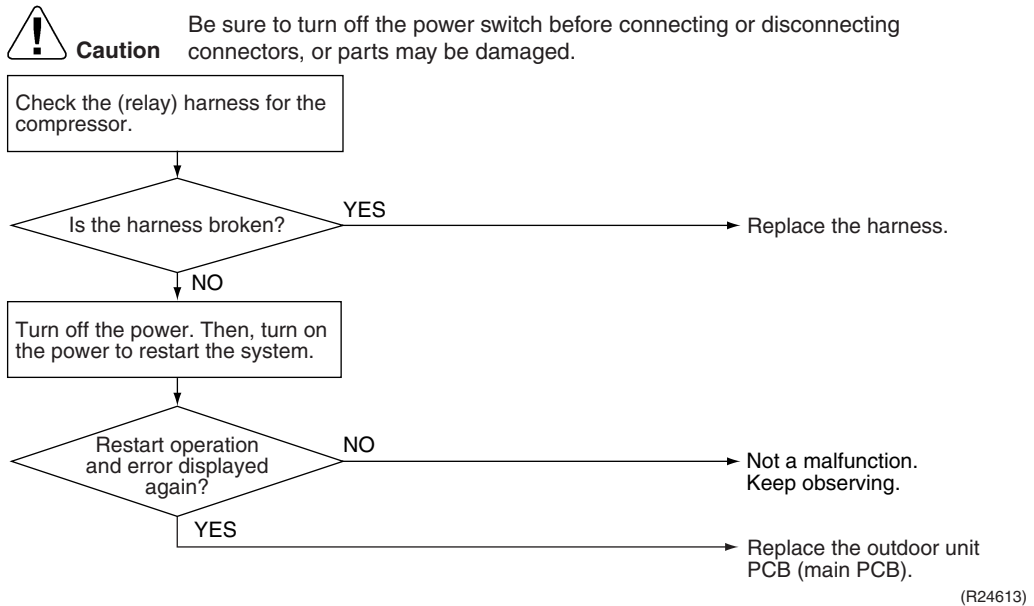 Be sure to turn off the power switch before connecting or disconnecting
Caution connectors, or parts may be damaged.
Check the (relay) harness for the
compressor.
Is the harness broken?
YES
Replace the harness.
NO
Turn off the power. Then, turn on
the power to restart the system.
Restart operation
and error displayed
again?
NO
Not a malfunction.
Keep observing.
YES
Replace the outdoor unit
PCB (main PCB).
(R24613)